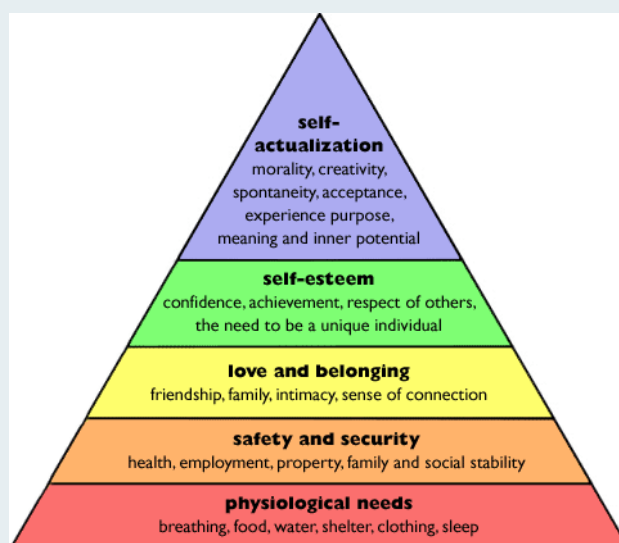 self-
actualization
morality, creativity,
spontaneity, acceptance,
experience purpose,
meaning and inner potential
self-esteem
confidence, achievement, respect of others,
the need to be a unique individual
love and belonging
friendship, family, intimacy, sense of connection
safety and security
health, employment, property, family and social stability
physiological needs
breathing, food, water, shelter, clothing, sleep